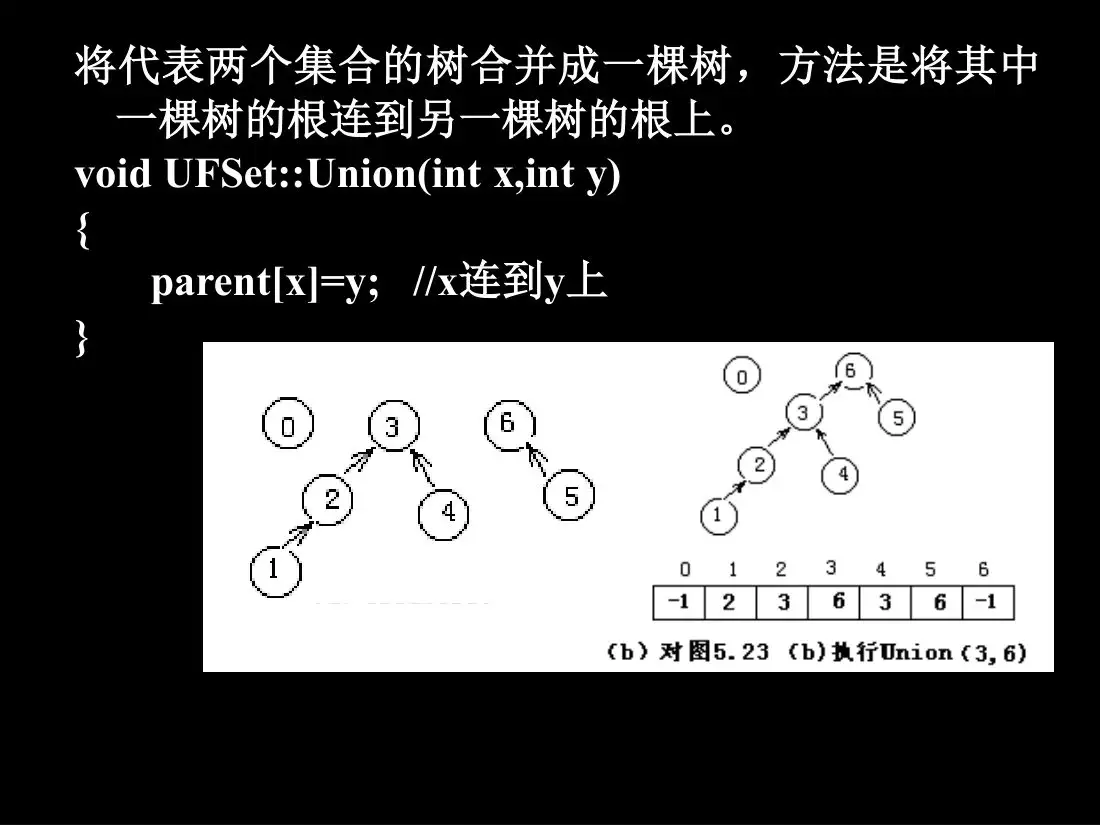 将代表两个集合的树合并成一棵树，方法是将其中
一棵树的根连到另一棵树的根上。
void UFSet::Union(int x,int y)
{
parent[x]=y; //x连到y上
}
0 3 6
2 4 5
1
0 6
3 5
2 4
1
0 1 2 3 4 5 6
-1 2 3 6 3 6 -1
(b) 对图5.23 (b)执行Union(3,6)